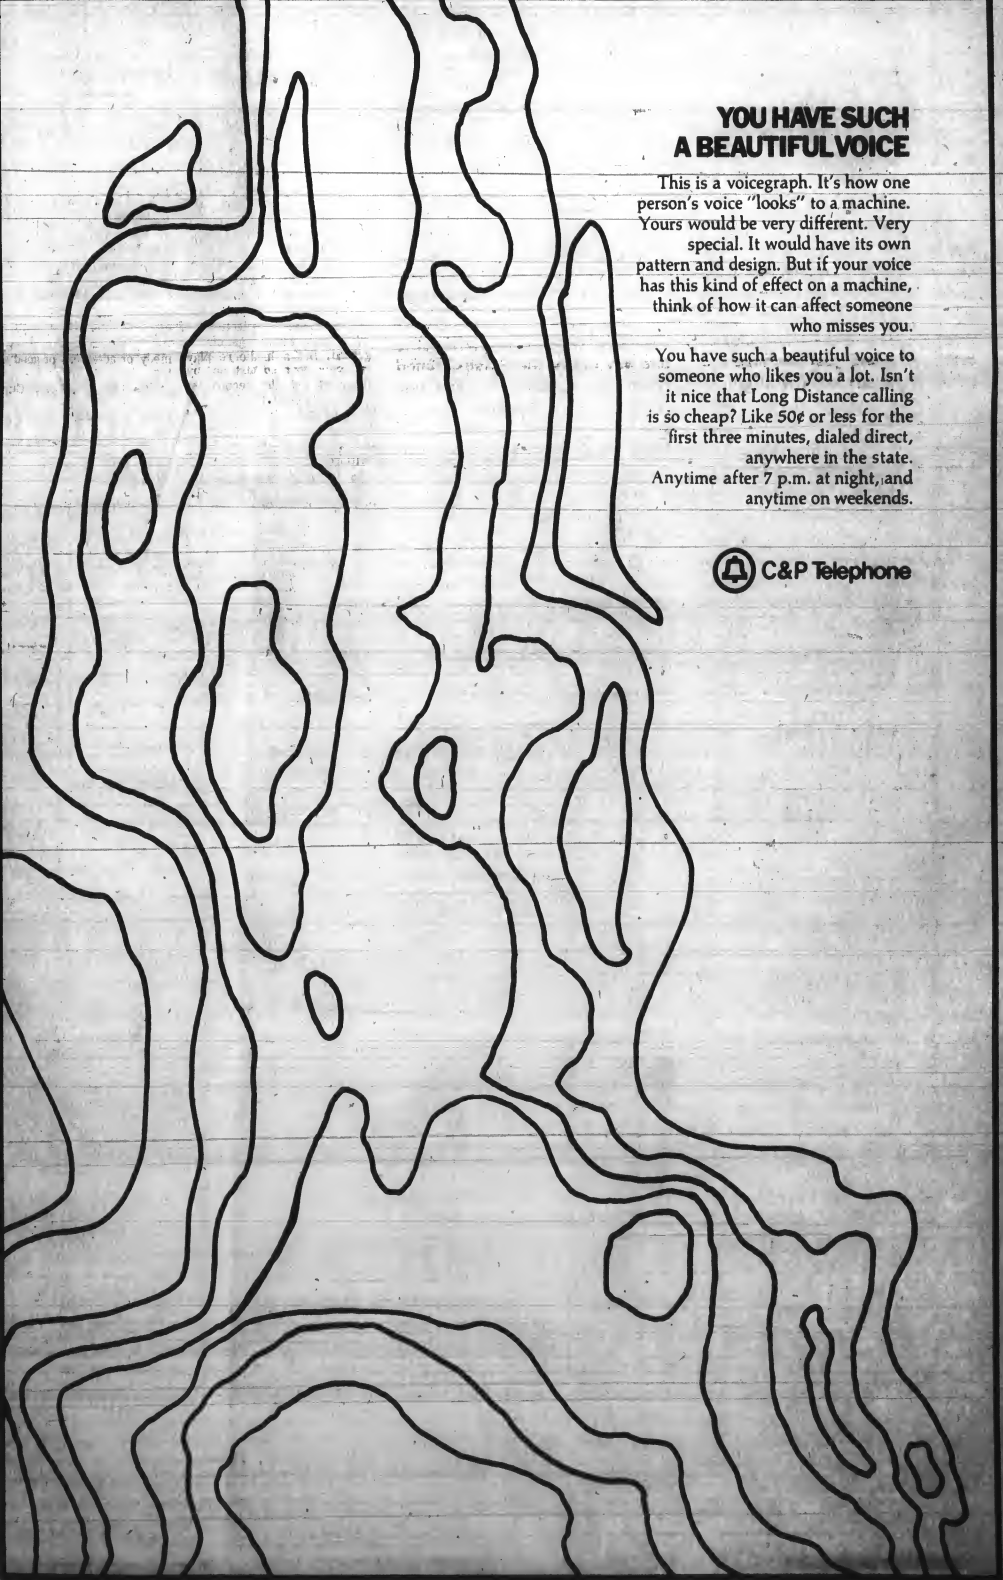 YOU HAVE SUCH
A BEAUTIFUL VOICE
This is a voicegraph. It's how one
person's voice "looks" to a machine.
Yours would be very different. Very
special. It would have its own
pattern and design. But if your voice
has this kind of effect on a machine,
think of how it can affect someone
who misses you.
You have such a beautiful voice to
someone who likes you a lot. Isn't
it nice that Long Distance calling
is so cheap? Like 50¢ or less for the
first three minutes, dialed direct,
anywhere in the state.
Anytime after 7 p.m. at night, and
anytime on weekends.
C&P Telephone